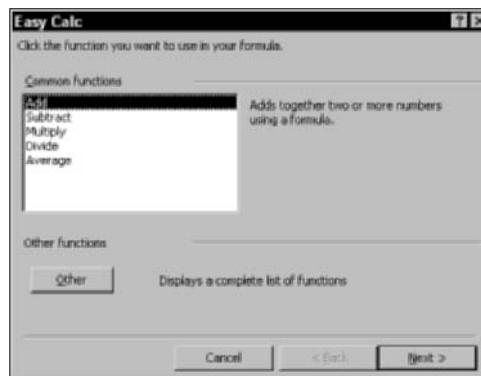 Easy Calc
Click the function you want to use in your formula.
Common functions
Add
Subtract
Multiply
Divide
Average
Adds together two or more numbers
using a formula.
Other functions
Other
Displays a complete list of functions
Cancel
< Back
Next >